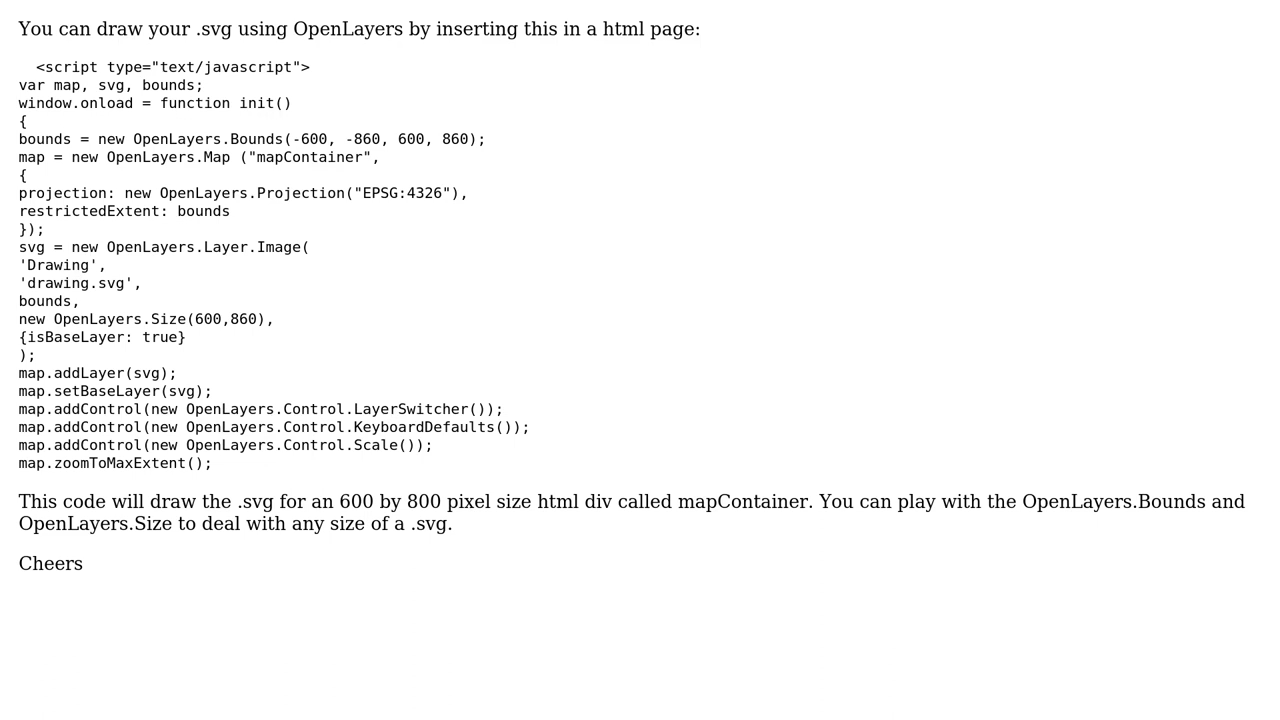 You can draw your .svg using OpenLayers by inserting this in a html page:
<script type="text/javascript">
var map, svg, bounds;
window.onload = function init()
{
bounds = new OpenLayers.Bounds(-600, -860, 600, 860);
map = new OpenLayers.Map ("mapContainer",
{
projection: new OpenLayers.Projection("EPSG:4326"),
restrictedExtent: bounds
});
svg = new OpenLayers.Layer.Image(
'Drawing',
'drawing.svg',
bounds,
new OpenLayers.Size(600,860),
{isBaseLayer: true}
);
map.addLayer(svg);
map.setBaseLayer(svg);
map.addControl(new OpenLayers.Control.LayerSwitcher());
map.addControl(new OpenLayers.Control.KeyboardDefaults());
map.addControl(new OpenLayers.Control.Scale());
map.zoomToMaxExtent();
This code will draw the .svg for an 600 by 800 pixel size html div called mapContainer. You can play with the OpenLayers.Bounds and
OpenLayers.Size to deal with any size of a .svg.
Cheers